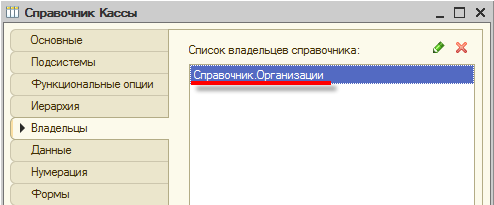 Справочник Кассы
Основные
Подсистемы
Функциональные опции
Иерархия
Владельцы
Данные
Нумерация
Формы
Список владельцев справочника:
Справочник.Организации